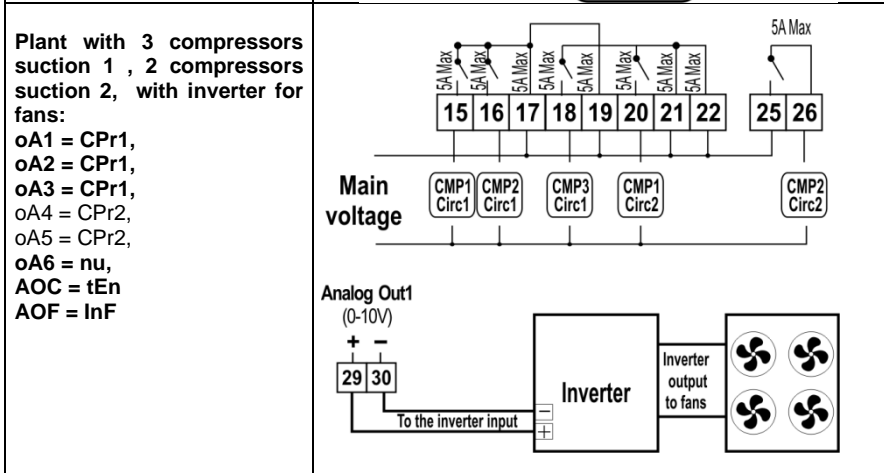 Plant with 3 compressors
suction 1 , 2 compressors
suction 2, with inverter for
fans:
oA1 = CPr1,
oA2 = CPr1,
oA3 = CPr1,
oA4 = CPr2,
oA5 = CPr2,
oA6 = nu,
AOC = tEn
AOF = InF
5A Max
5A Max 5A Max 5A Max 5A Max 5A Max 5A Max 5A Max
15 16 17 18 19 20 21 22 25 26
Main
voltage
CMP1
Circ1
CMP2
Circ1
CMP3
Circ1
CMP1
Circ2
CMP2
Circ2
Analog Out1
(0-10V)
+ −
29 30
To the inverter input
−
+
Inverter
Inverter
output
to fans